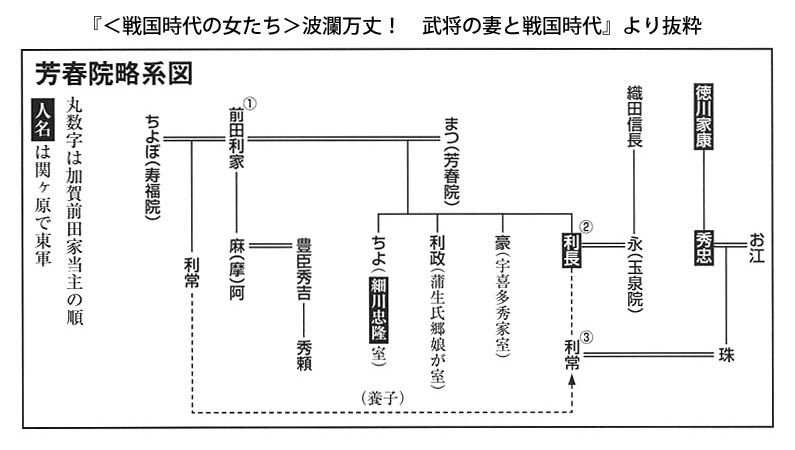 『<戦国時代の女たち>波瀾万丈! 武将の妻と戦国時代』より抜粋
芳春院略系図
丸数字は加賀前田家当主の順
人名は関ヶ原で東軍
徳川家康
織田信長
まつ(芳春院)
①
前田利家
ちよぼ(寿福院)
お江
秀忠
永(玉泉院)
②
利長
豪(宇喜多秀家室)
利政(蒲生氏郷娘が室)
ちよ(細川忠隆室)
豊臣秀吉
麻(摩)阿
利常
秀頼
珠
③
利常
(養子)